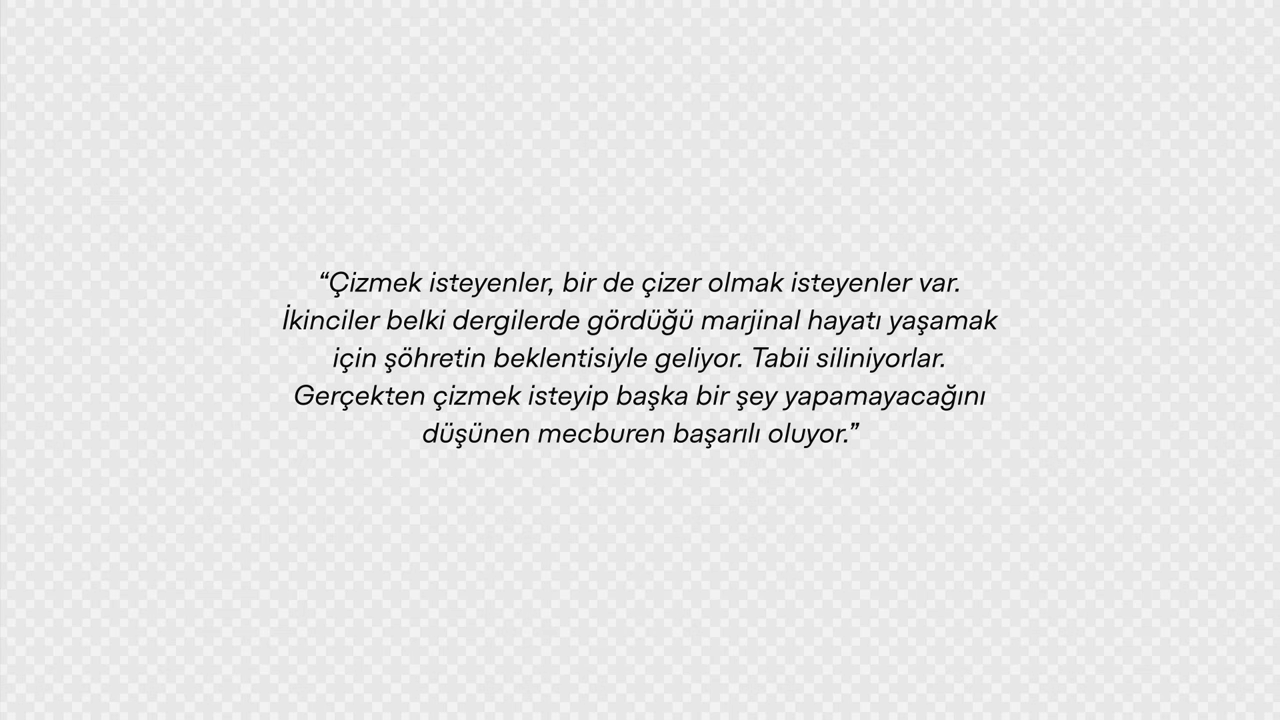 “Çizmek isteyenler, bir de çizer olmak isteyenler var.
İkinciler belki dergilerde gördüğü marjinal hayatı yaşamak
için şöhretin beklentisiyle geliyor. Tabii siliniyorlar.
Gerçekten çizmek isteyip başka bir şey yapamayacağını
düşünen mecburen başarılı oluyor.”